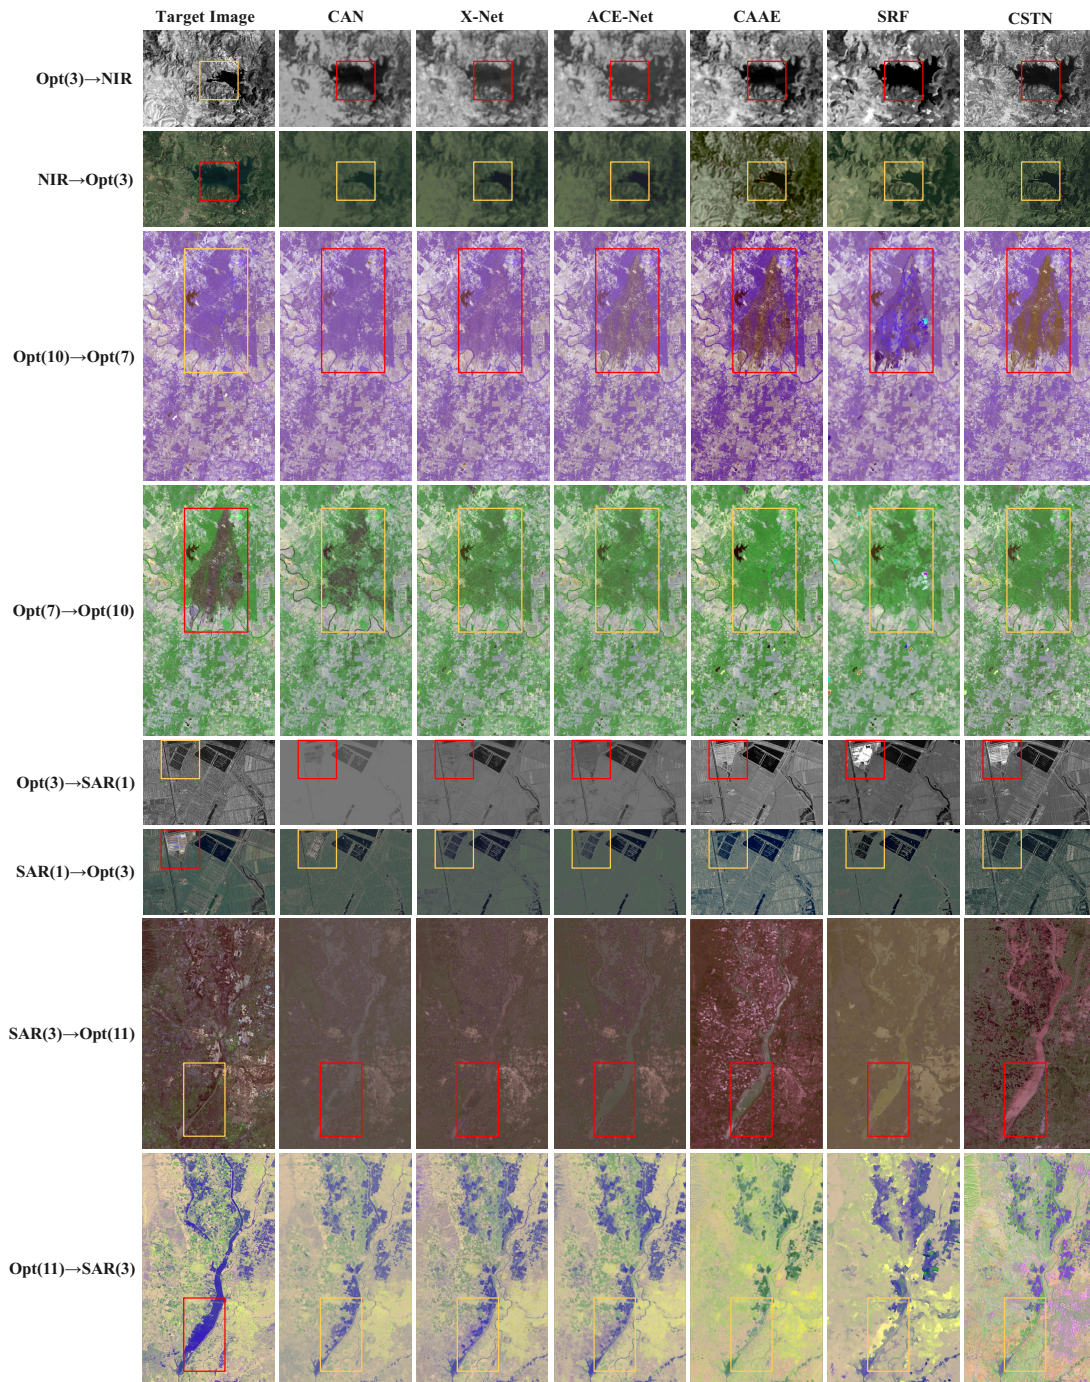 Target Image CAN X-Net ACE-Net CAAE SRF CSTN
Opt(3)→NIR
NIR→Opt(3)
Opt(10)→Opt(7)
Opt(7)→Opt(10)
Opt(3)→SAR(1)
SAR(1)→Opt(3)
SAR(3)→Opt(11)
Opt(11)→SAR(3)